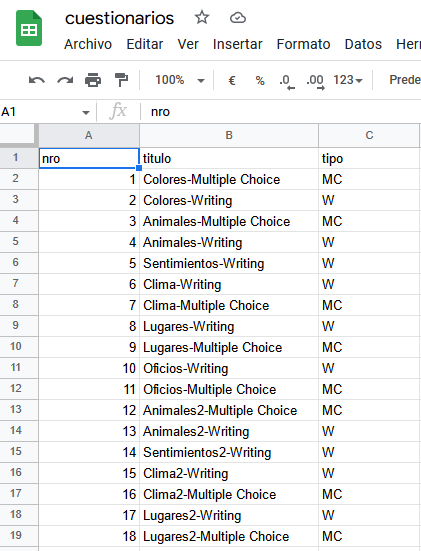 cuestionarios
Archivo Editar Ver Insertar Formato Datos
100% € % .0 .00 123 Prede
A1 fx nro
A B C
1 nro titulo tipo
2 1 Colores-Multiple Choice MC
3 2 Colores-Writing W
4 3 Animales-Multiple Choice MC
5 4 Animales-Writing W
6 5 Sentimientos-Writing W
7 6 Clima-Writing W
8 7 Clima-Multiple Choice MC
9 8 Lugares-Writing W
10 9 Lugares-Multiple Choice MC
11 10 Oficios-Writing W
12 11 Oficios-Multiple Choice MC
13 12 Animales2-Multiple Choice MC
14 13 Animales2-Writing W
15 14 Sentimientos2-Writing W
16 15 Clima2-Writing W
17 16 Clima2-Multiple Choice MC
18 17 Lugares2-Writing W
19 18 Lugares2-Multiple Choice MC